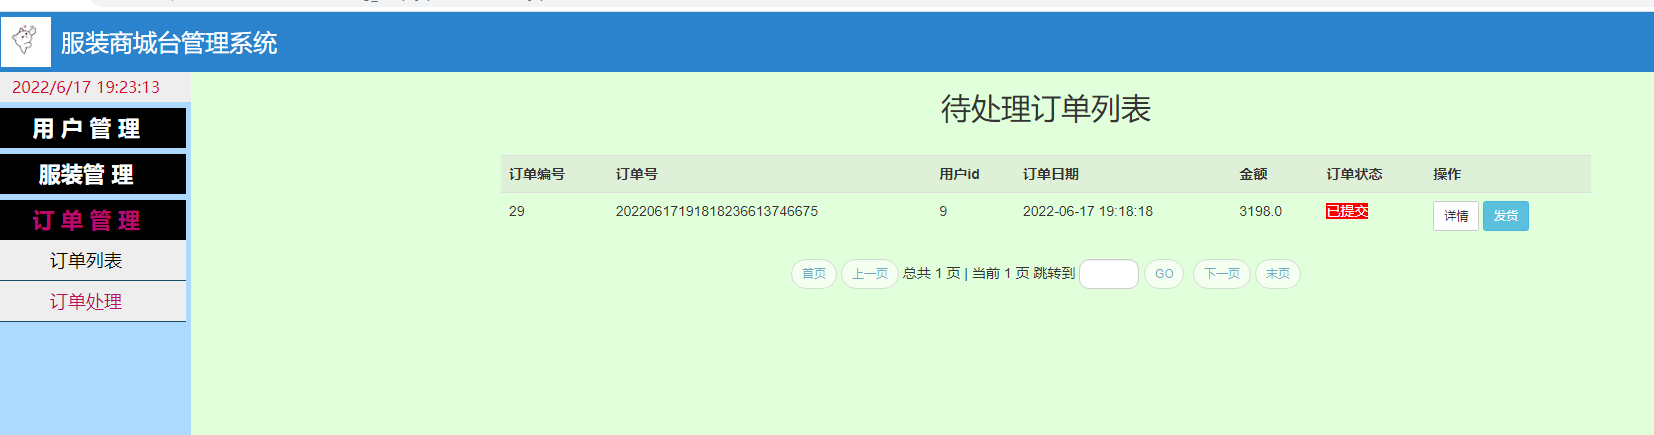 服装商城台管理系统
2022/6/17 19:23:13
用 户 管 理
服装管 理
订 单 管 理
订单列表
订单处理
待处理订单列表
订单编号 订单号 用户id 订单日期 金额 订单状态 操作
29 20220617191818236613746675 9 2022-06-17 19:18:18 3198.0 已提交 详情 发货
首页 上一页 总共 1 页 | 当前 1 页 跳转到 GO 下一页 末页